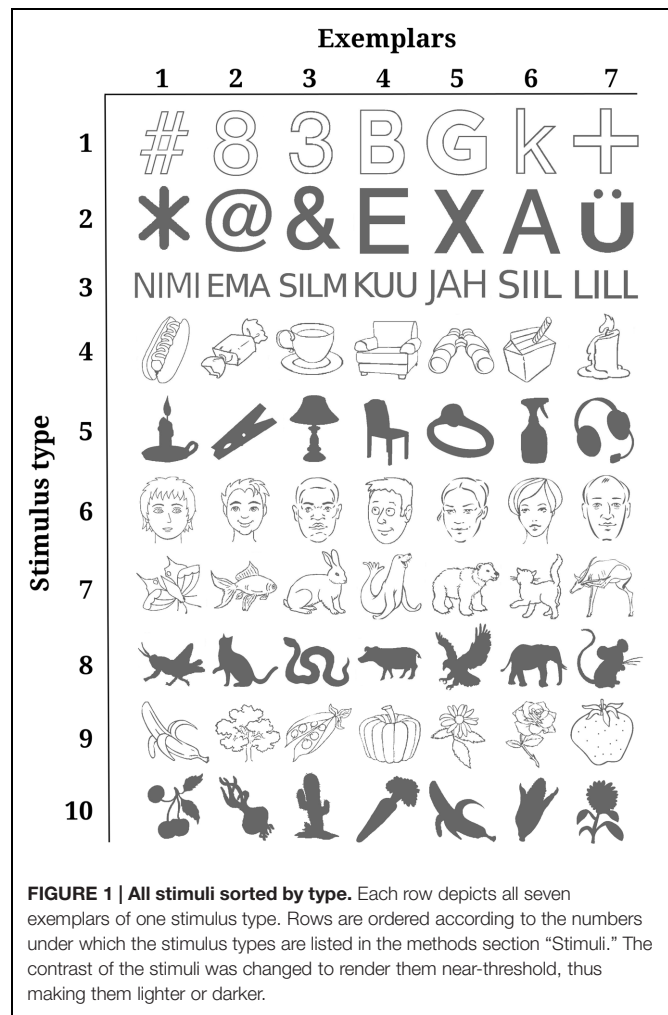 Exemplars
1 2 3 4 5 6 7
Stimulus type
1 # 8 3 B G k +
2 * @ & E X A Ü
3 NIMI EMA SILM KUU JAH SIIL LILL
4
5
6
7
8
9
10
FIGURE 1 | All stimuli sorted by type. Each row depicts all seven
exemplars of one stimulus type. Rows are ordered according to the numbers
under which the stimulus types are listed in the methods section “Stimuli.” The
contrast of the stimuli was changed to render them near-threshold, thus
making them lighter or darker.